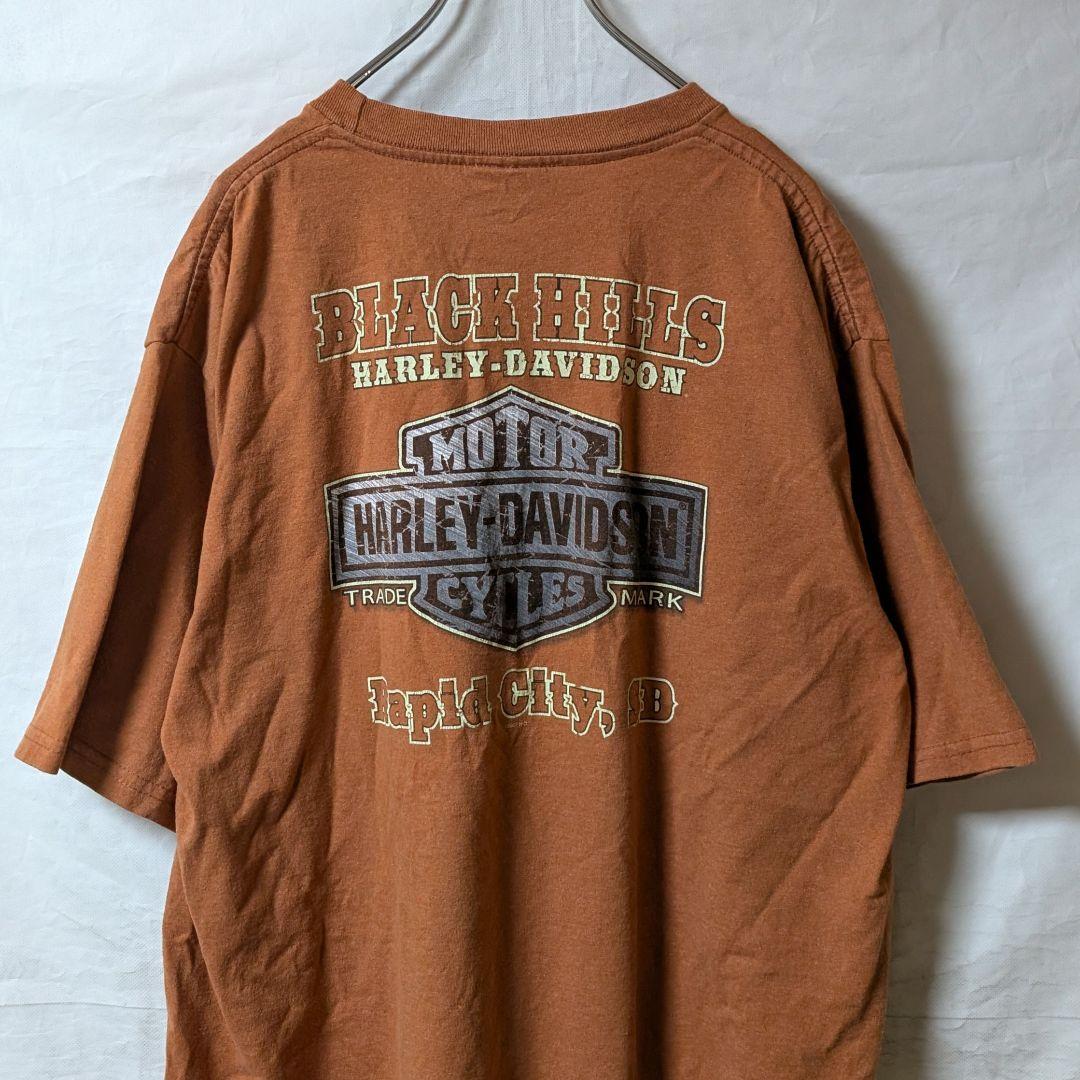 BLACK HILLS
HARLEY-DAVIDSON
MOTOR
HARLEY-DAVIDSON
CYCLES
TRADE MARK
Rapid City, SD